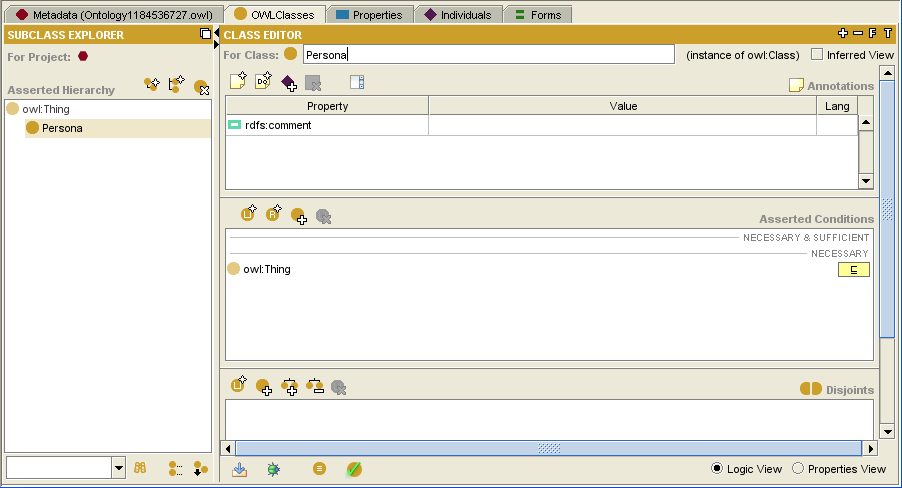 Metadata (Ontology1184536727.owl) OWLClasses Properties Individuals Forms
SUBCLASS EXPLORER
For Project:
Asserted Hierarchy
owl:Thing
Persona
CLASS EDITOR
F T
For Class: Persona (instance of owl:Class) Inferred View
Annotations
Property Value Lang
rdfs:comment
Asserted Conditions
NECESSARY & SUFFICIENT
NECESSARY
owl:Thing ⊑
Disjoints
Logic View Properties View